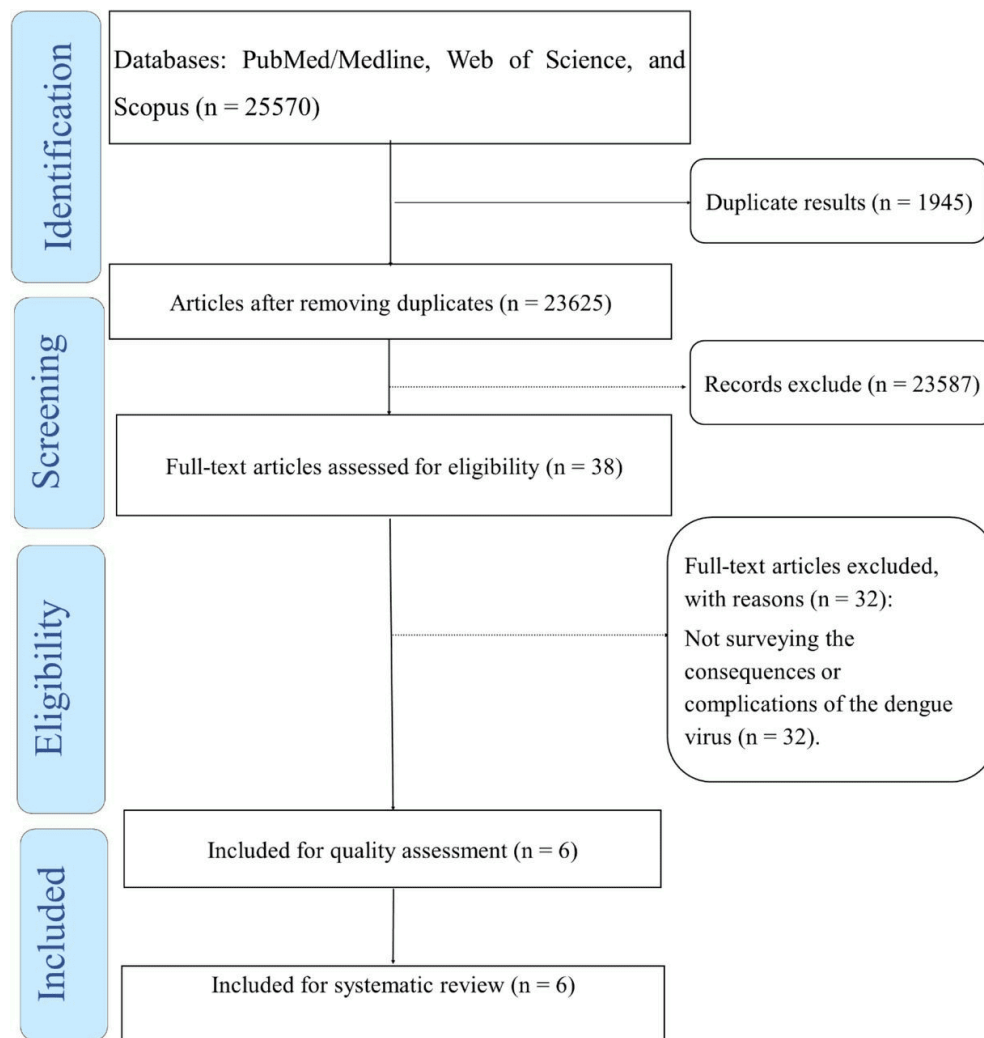 Identification
Databases: PubMed/Medline, Web of Science, and
Scopus (n = 25570)
Duplicate results (n = 1945)
Articles after removing duplicates (n = 23625)
Screening
Records exclude (n = 23587)
Full-text articles assessed for eligibility (n = 38)
Eligibility
Full-text articles excluded,
with reasons (n = 32):
Not surveying the
consequences or
complications of the dengue
virus (n = 32).
Included for quality assessment (n = 6)
Included
Included for systematic review (n = 6)